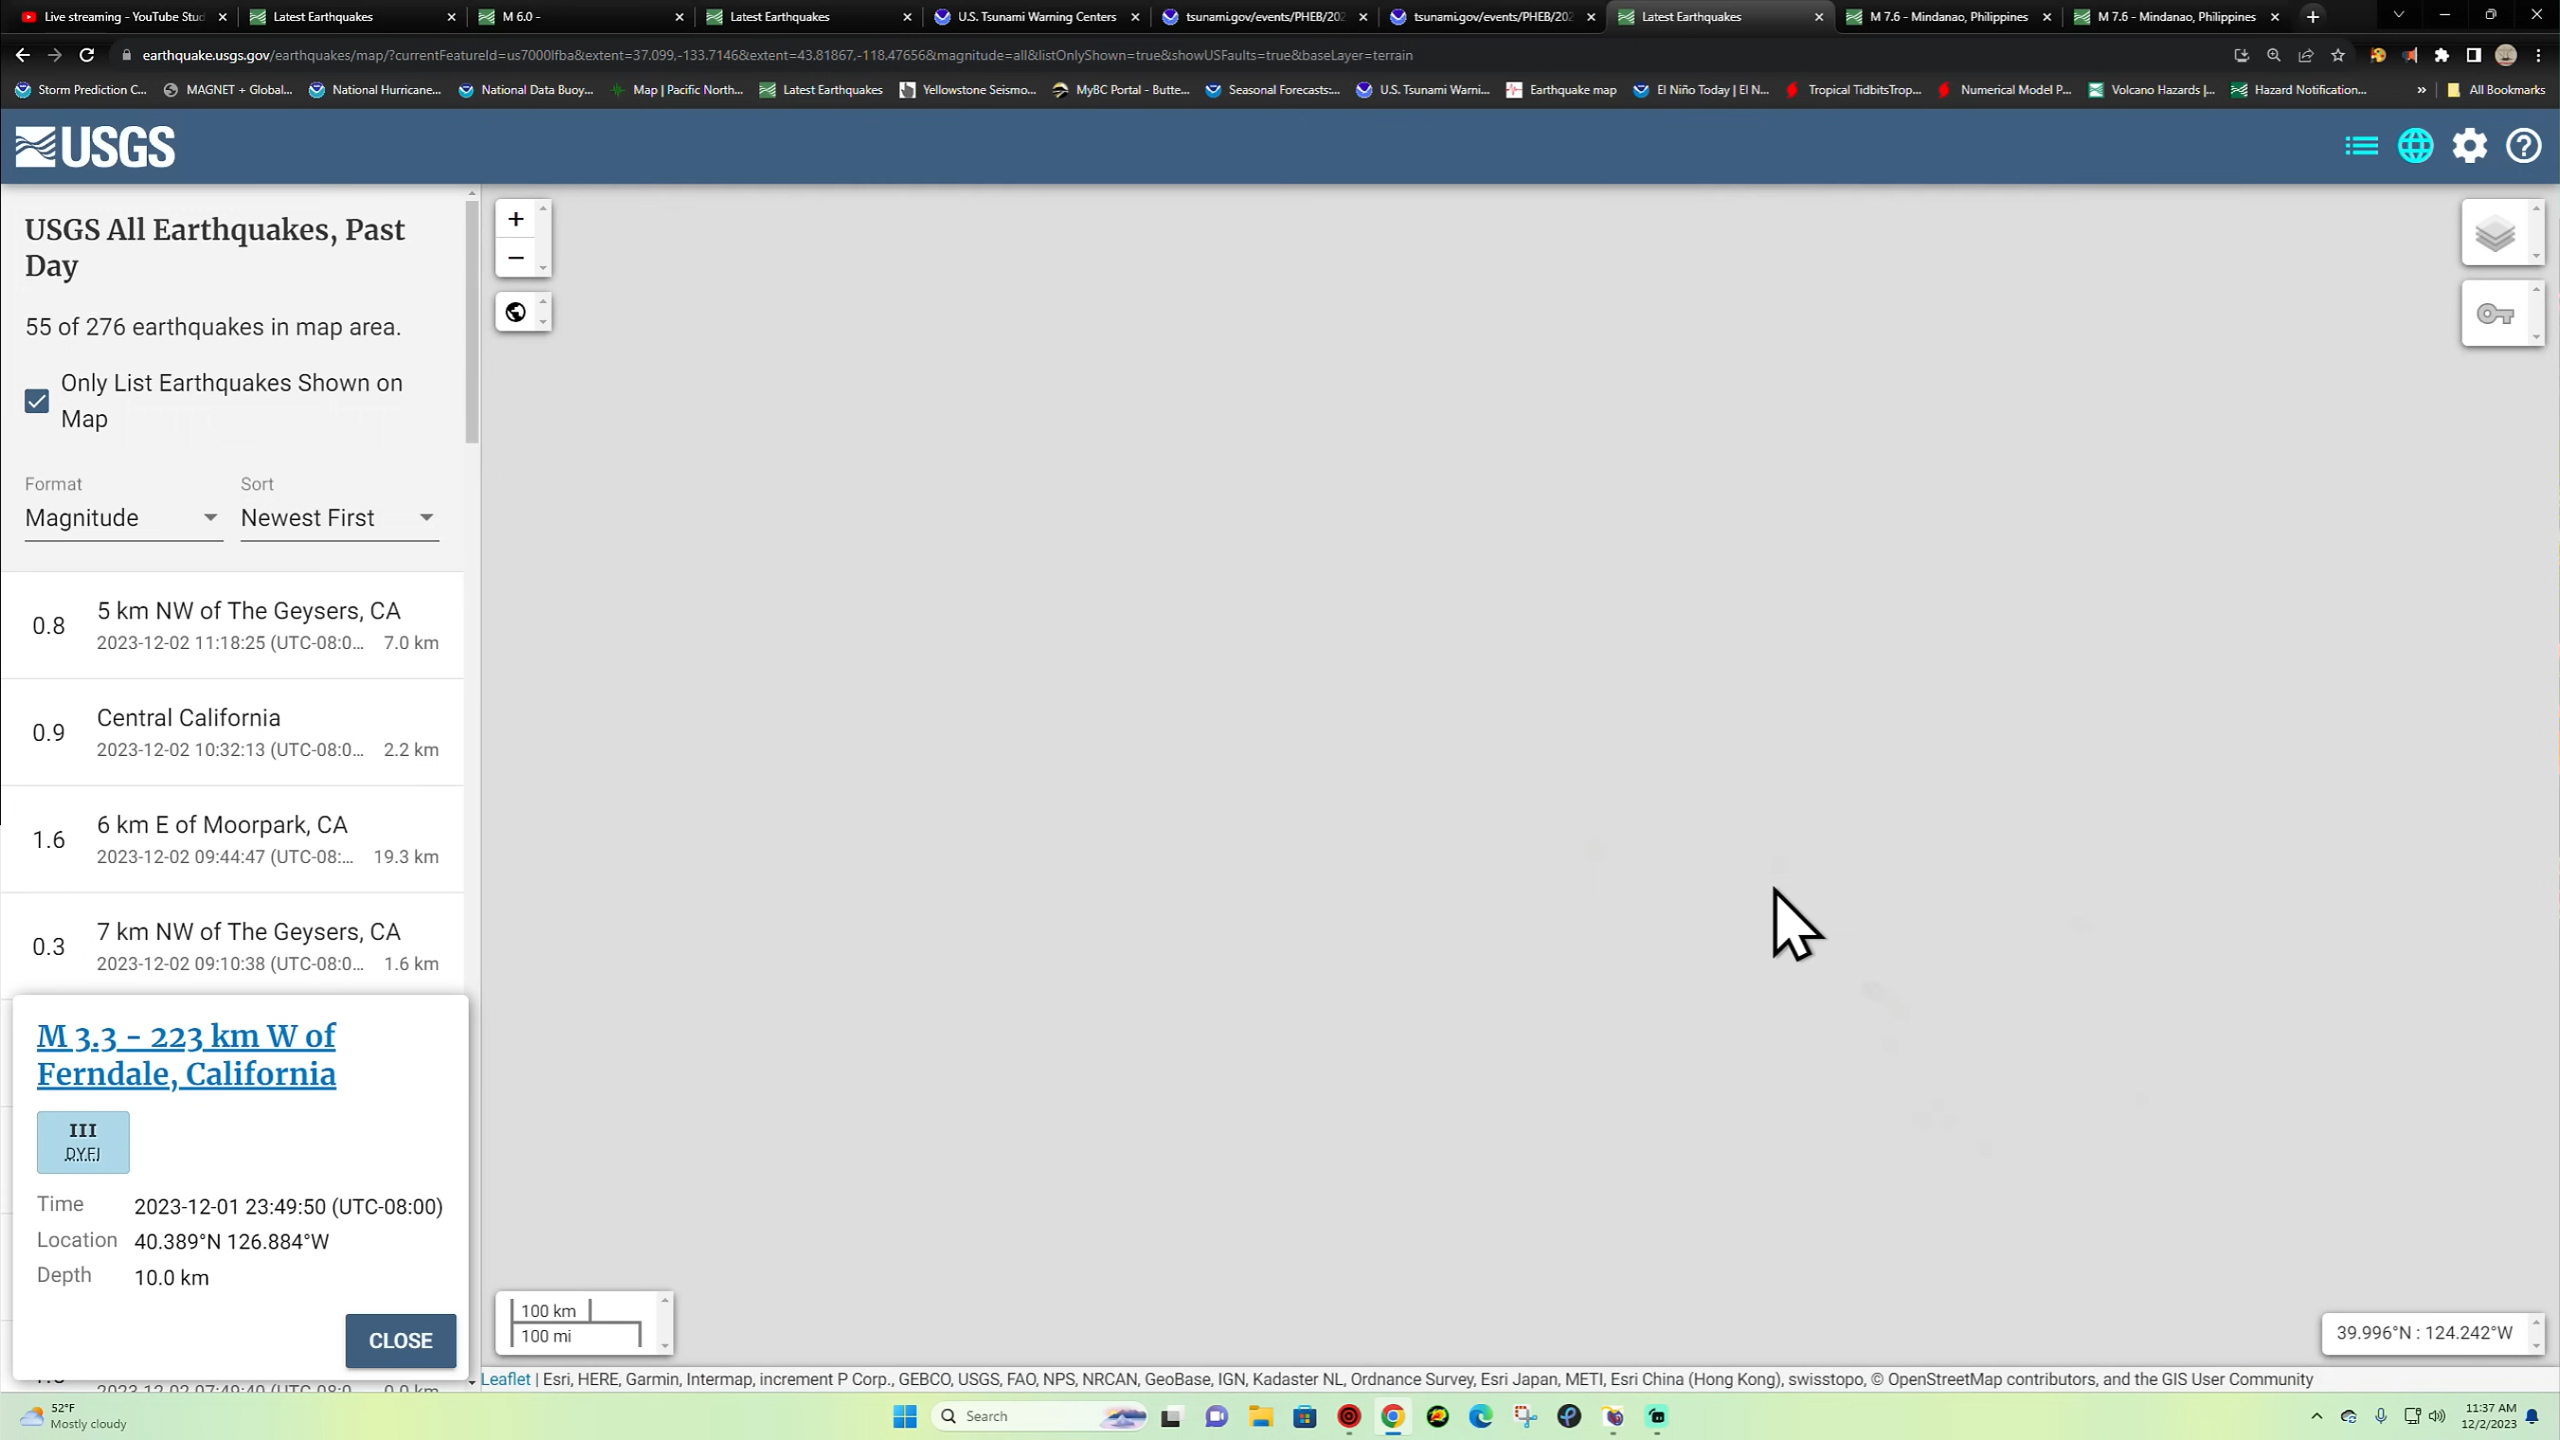 Live streaming - YouTube Stud
Latest Earthquakes
M 6.0 -
Latest Earthquakes
U.S. Tsunami Warning Centers
tsunami.gov/events/PHEB/202
tsunami.gov/events/PHEB/202
Latest Earthquakes
M 7.6 - Mindanao, Philippines
M 7.6 - Mindanao, Philippines
earthquake.usgs.gov/earthquakes/map/?currentFeatureId=us7000lfba&extent=37.099,-133.7146&extent=43.81867,-118.47656&magnitude=all&listOnlyShown=true&showUSFaults=true&baseLayer=terrain
Storm Prediction C...
MAGNET + Global...
National Hurricane...
National Data Buoy...
Map | Pacific North...
Latest Earthquakes
Yellowstone Seismo...
MyBC Portal - Butte...
Seasonal Forecasts:...
U.S. Tsunami Warni...
Earthquake map
El Niño Today | El N...
Tropical TidbitsTrop...
Numerical Model P...
Volcano Hazards |...
Hazard Notification...
»
All Bookmarks
USGS
USGS All Earthquakes, Past
Day
55 of 276 earthquakes in map area.
Only List Earthquakes Shown on
Map
Format
Sort
Magnitude
Newest First
0.8
5 km NW of The Geysers, CA
2023-12-02 11:18:25 (UTC-08:0... 7.0 km
0.9
Central California
2023-12-02 10:32:13 (UTC-08:0... 2.2 km
1.6
6 km E of Moorpark, CA
2023-12-02 09:44:47 (UTC-08:... 19.3 km
0.3
7 km NW of The Geysers, CA
2023-12-02 09:10:38 (UTC-08:0... 1.6 km
M 3.3 - 223 km W of
Ferndale, California
III
DYFI
Time 2023-12-01 23:49:50 (UTC-08:00)
Location 40.389°N 126.884°W
Depth 10.0 km
CLOSE
2023-12-02 07:49:40 (UTC-08:0... 0.0 km
+
−
100 km
100 mi
39.996°N : 124.242°W
Leaflet | Esri, HERE, Garmin, Intermap, increment P Corp., GEBCO, USGS, FAO, NPS, NRCAN, GeoBase, IGN, Kadaster NL, Ordnance Survey, Esri Japan, METI, Esri China (Hong Kong), swisstopo, © OpenStreetMap contributors, and the GIS User Community
52°F
Mostly cloudy
Search
11:37 AM
12/2/2023